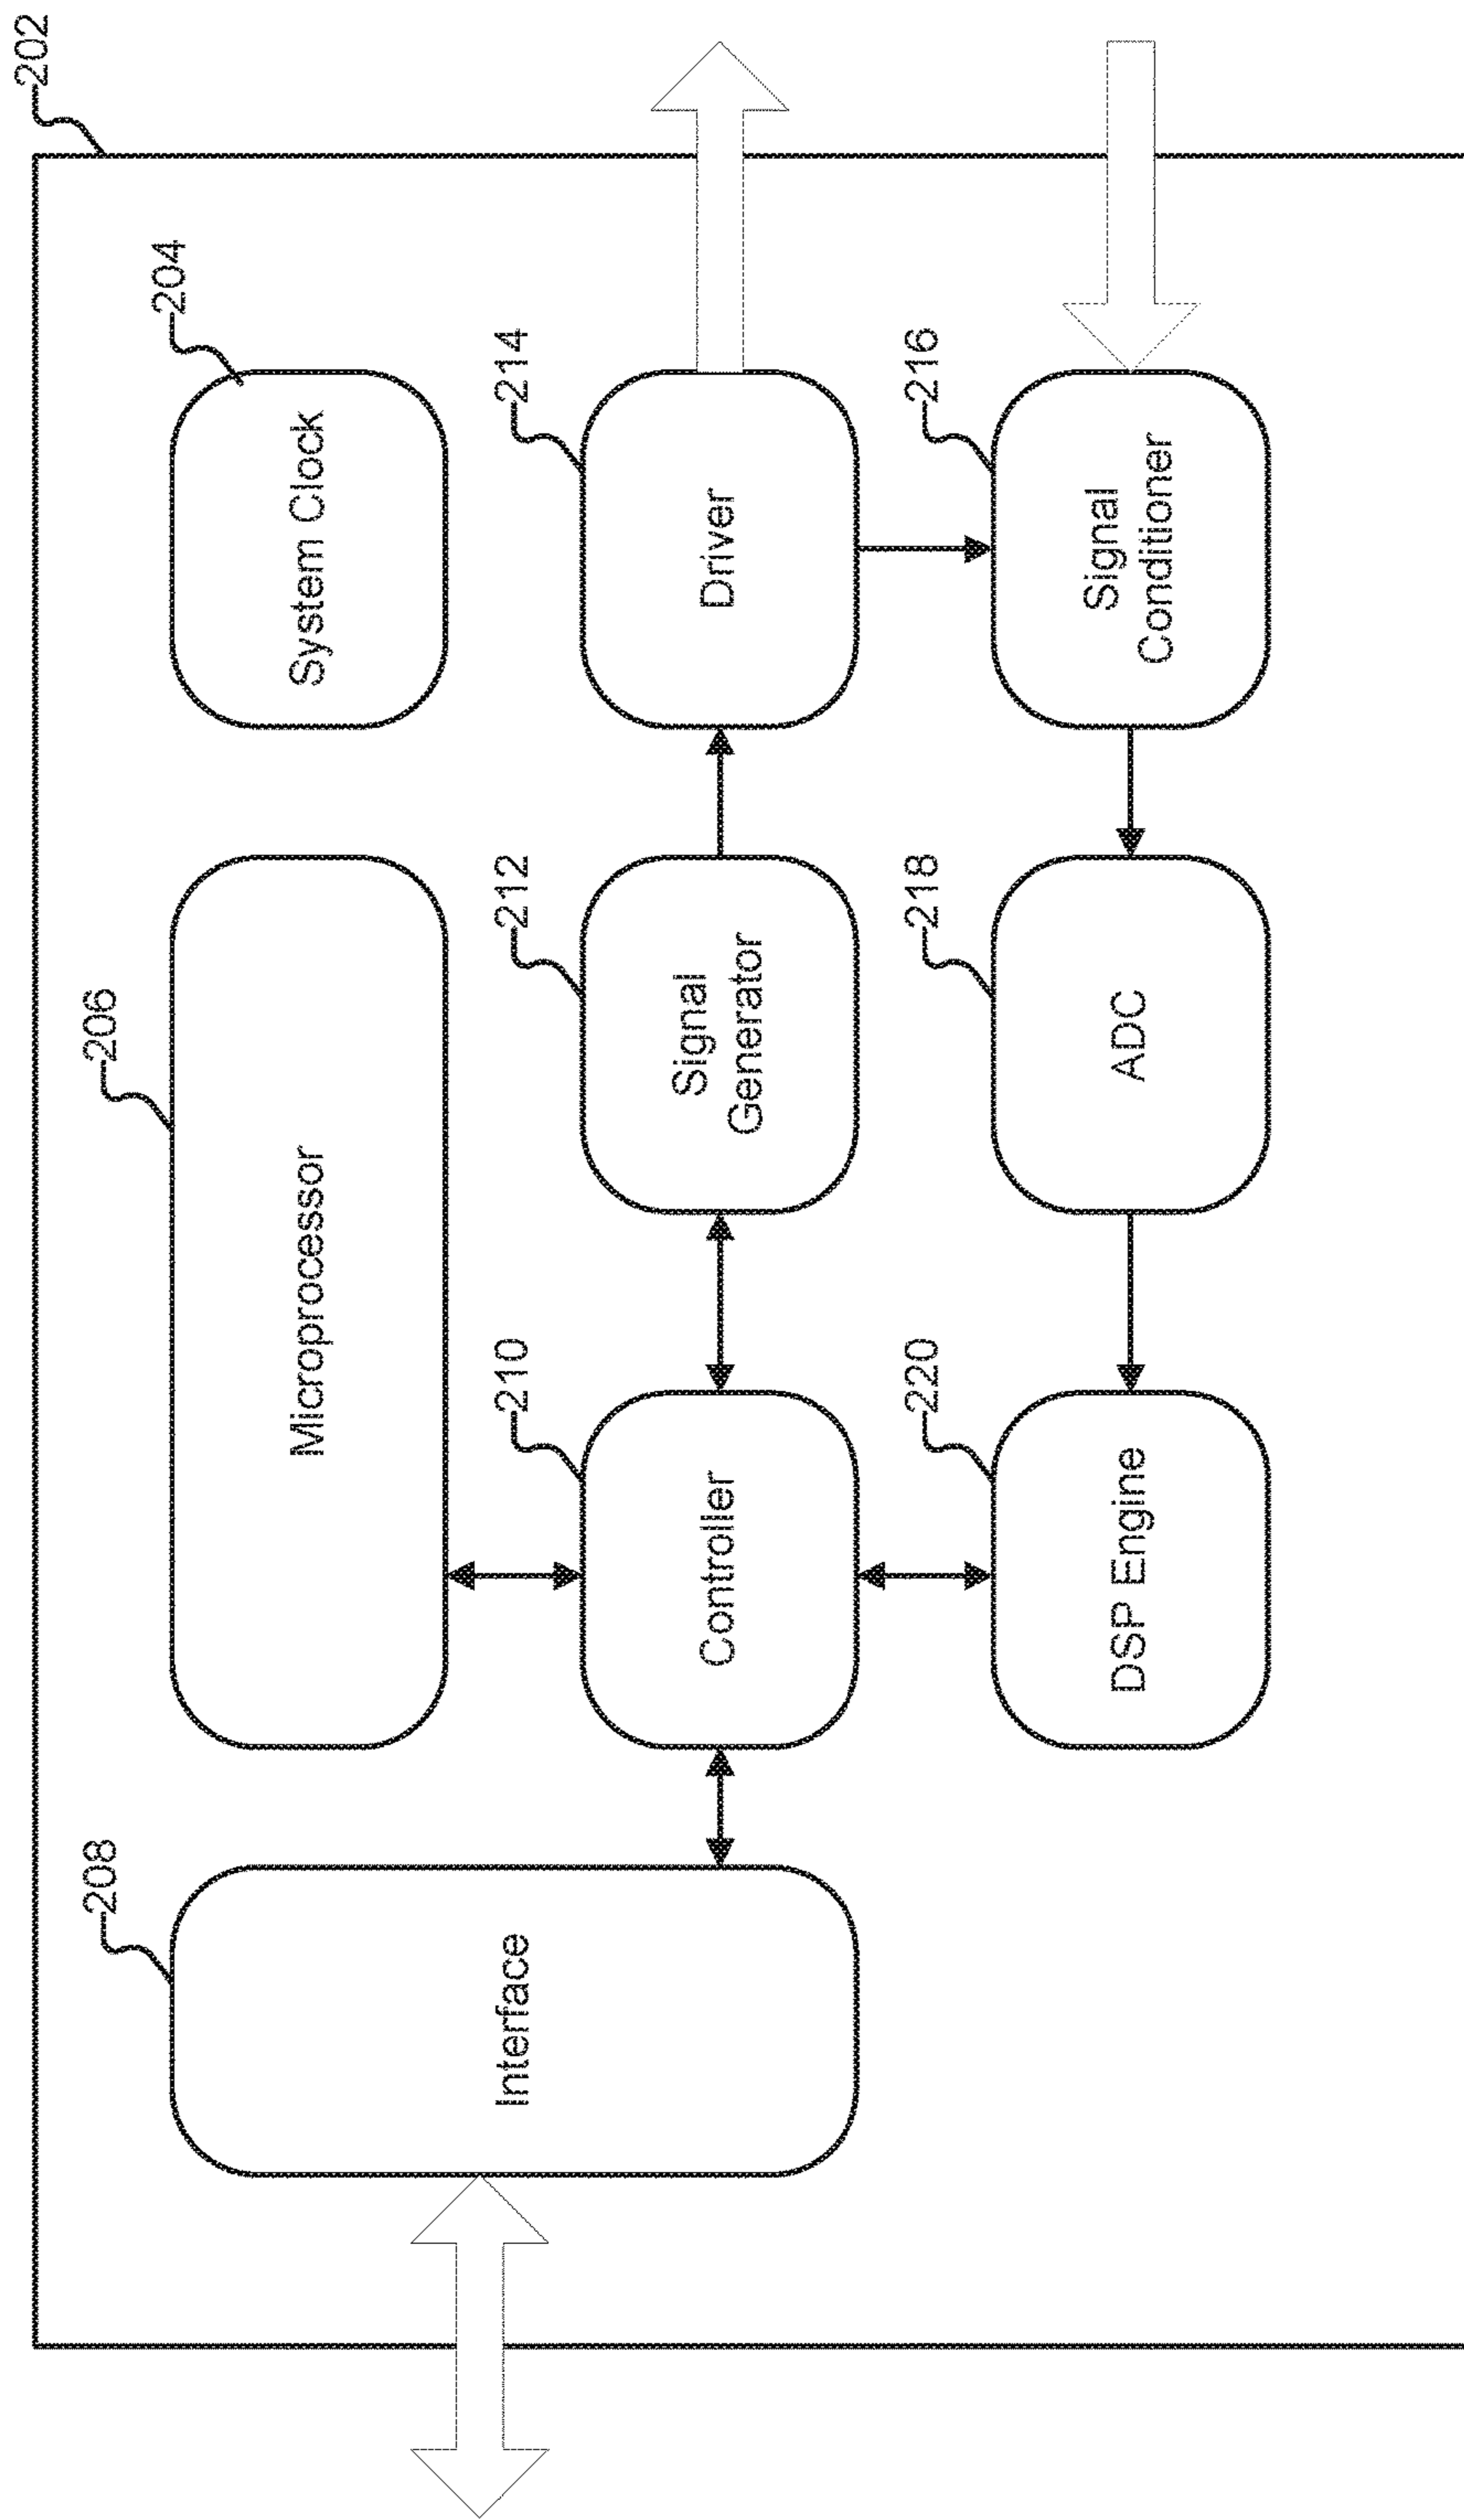 202
204
206
208
System Clock
Microprocessor
Interface
210
212
214
Controller
Signal
Generator
Driver
220
218
216
DSP Engine
ADC
Signal
Conditioner